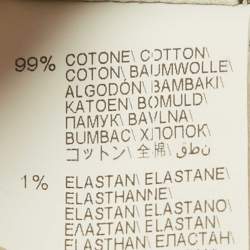 99% COTONE\ COTTON\
COTON\ BAUMWOLLE\
ALGODÓN\ BAMBAKI\
KATOEN\ BOMULD\
ПАМУК\ BAVLNA\
BUMBAC\ ХЛОПОК\
コットン\ 全棉\ قطن
1% ELASTAN\ ELASTANE\
ELASTHANNE\
ELASTAN\ ELASTANO\
ΕΛΑΣΤΑΝ\ ELASTAN\
ELASTHAN\ ЕЛАСТАН\